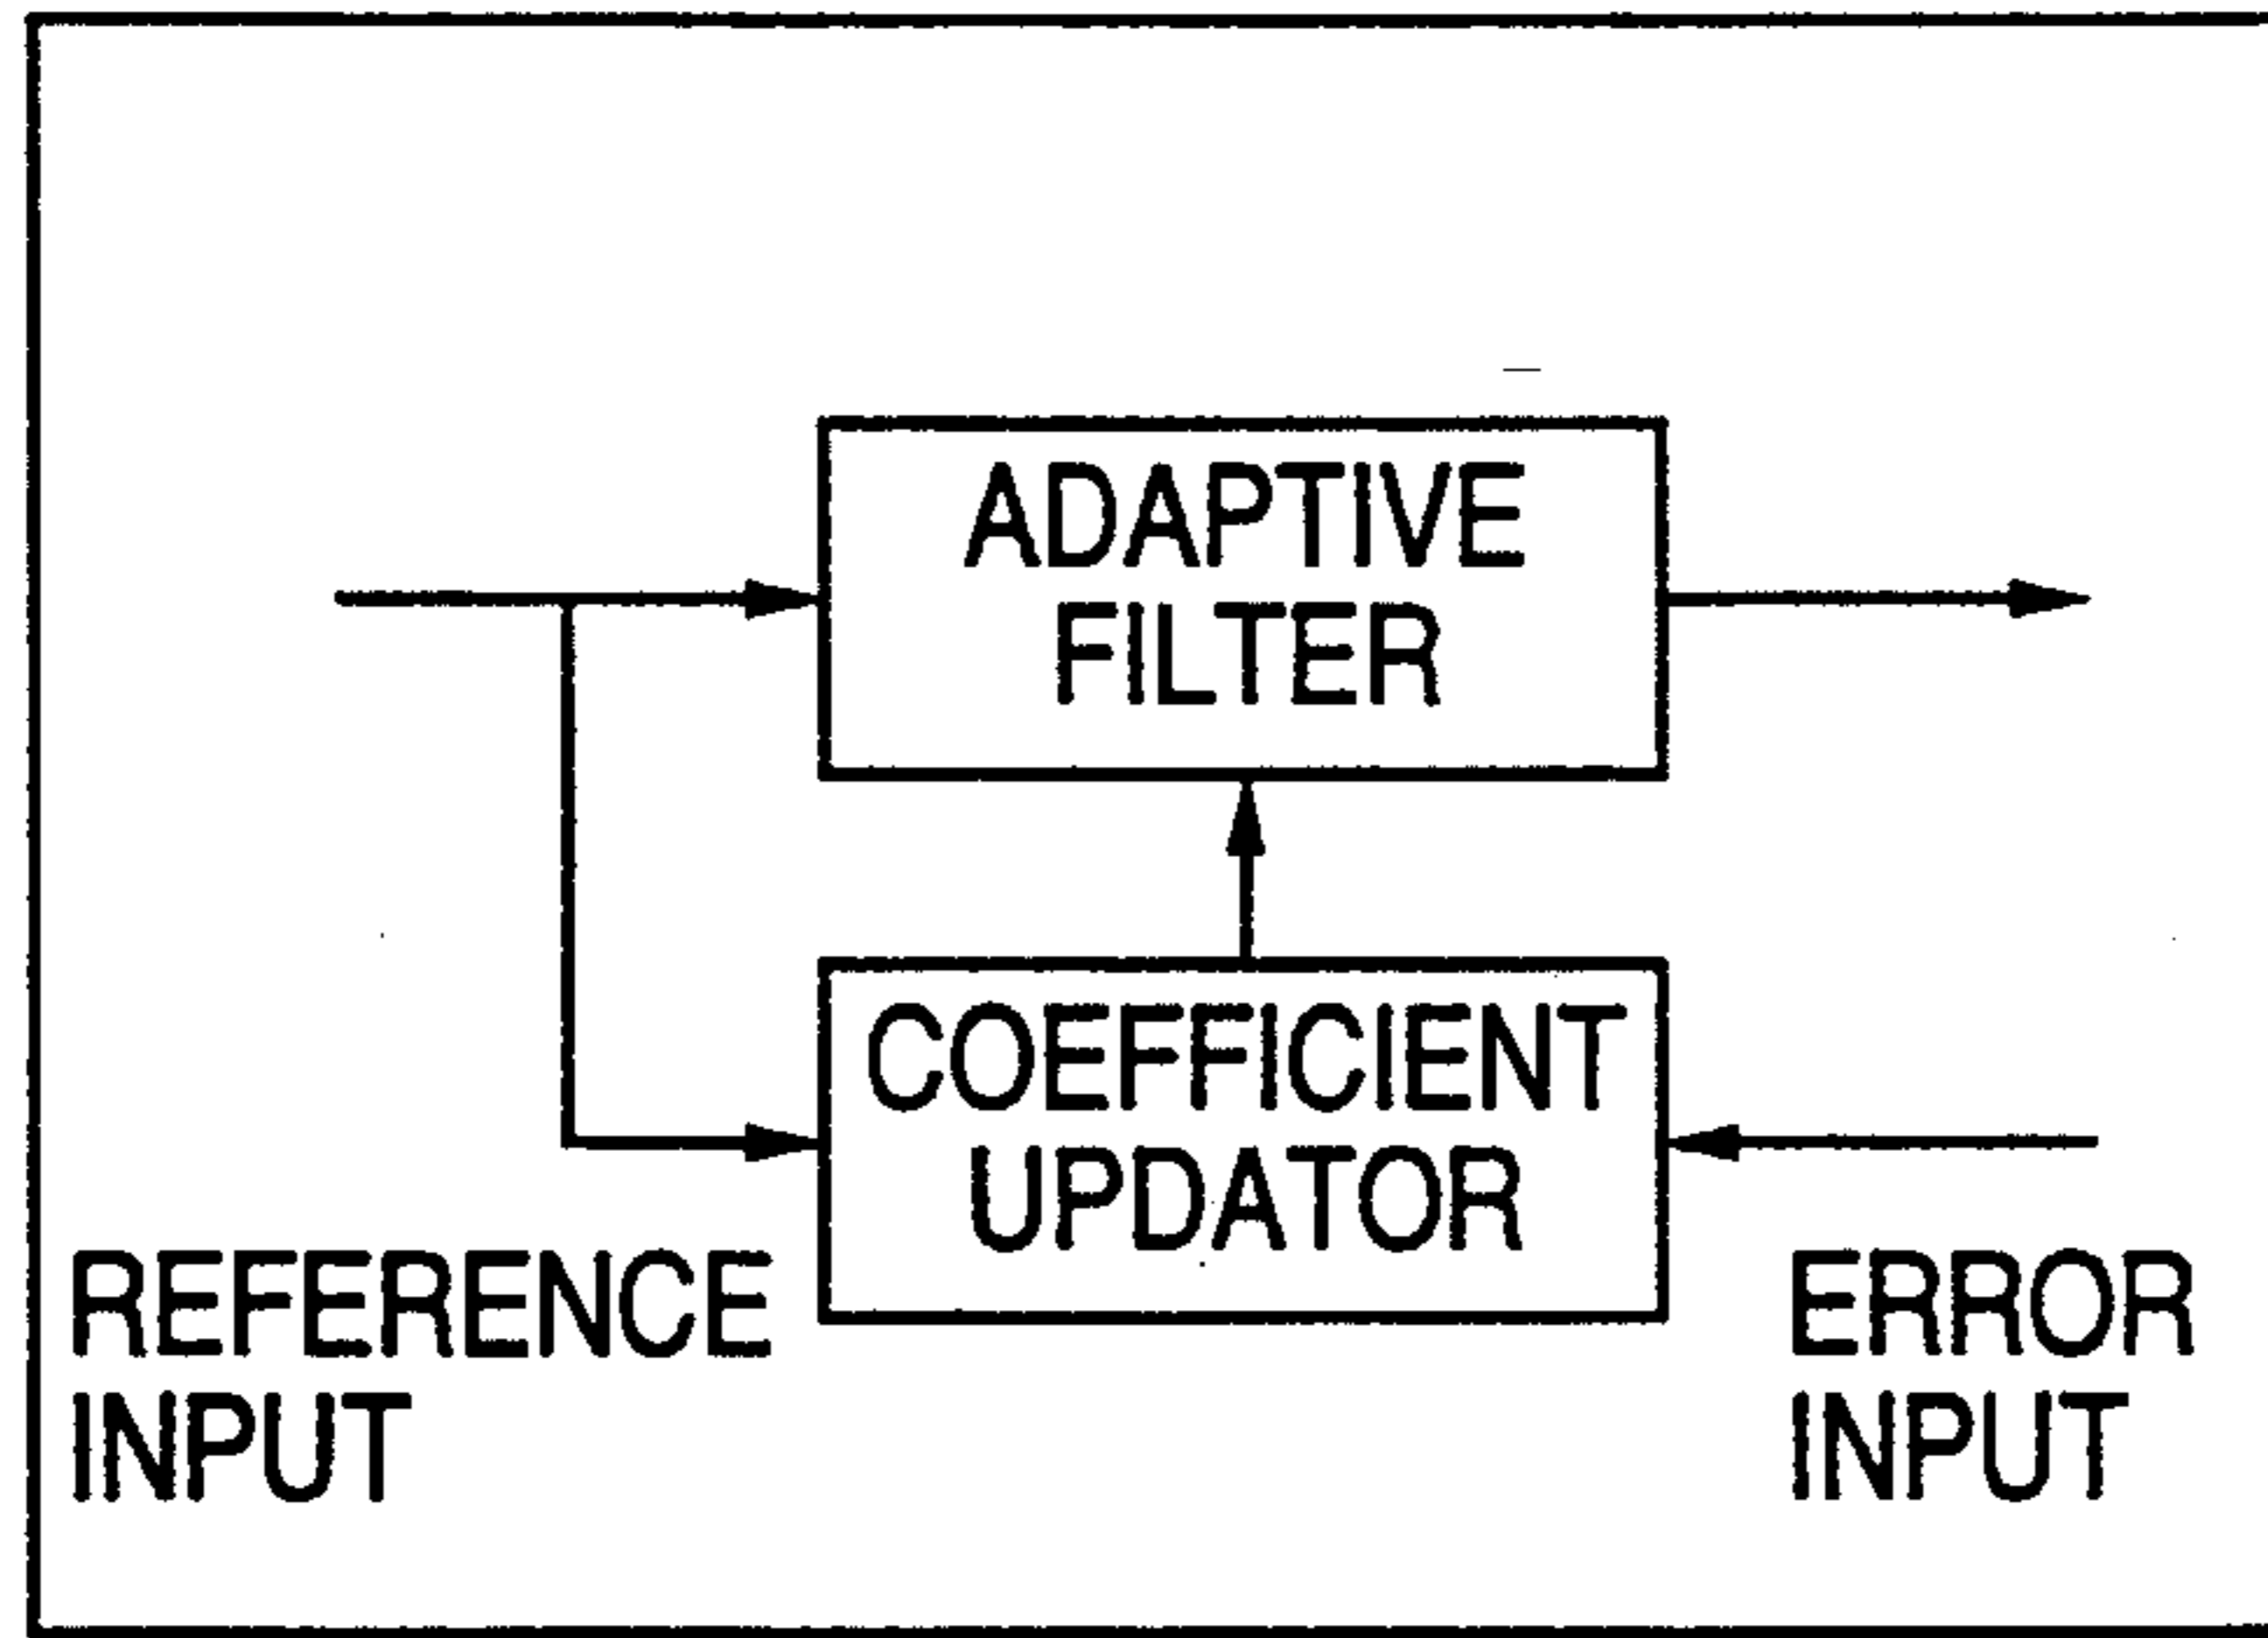 ADAPTIVE
FILTER
COEFFICIENT
UPDATOR
REFERENCE
INPUT
ERROR
INPUT